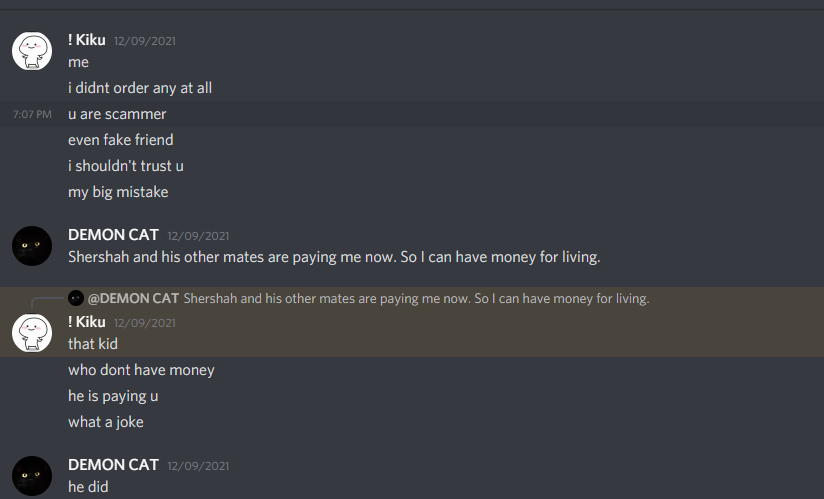 ! Kiku 12/09/2021
me
i didnt order any at all
7:07 PM u are scammer
even fake friend
i shouldn't trust u
my big mistake
DEMON CAT 12/09/2021
Shershah and his other mates are paying me now. So I can have money for living.
@DEMON CAT Shershah and his other mates are paying me now. So I can have money for living.
! Kiku 12/09/2021
that kid
who dont have money
he is paying u
what a joke
DEMON CAT 12/09/2021
he did